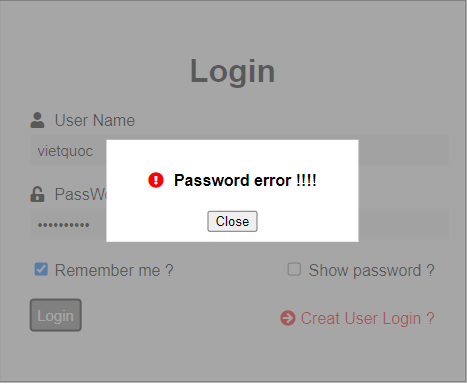 Login
User Name
vietquoc
Password error !!!!
PassWo
••••••••••
Close
Remember me ?
Show password ?
Login
Creat User Login ?